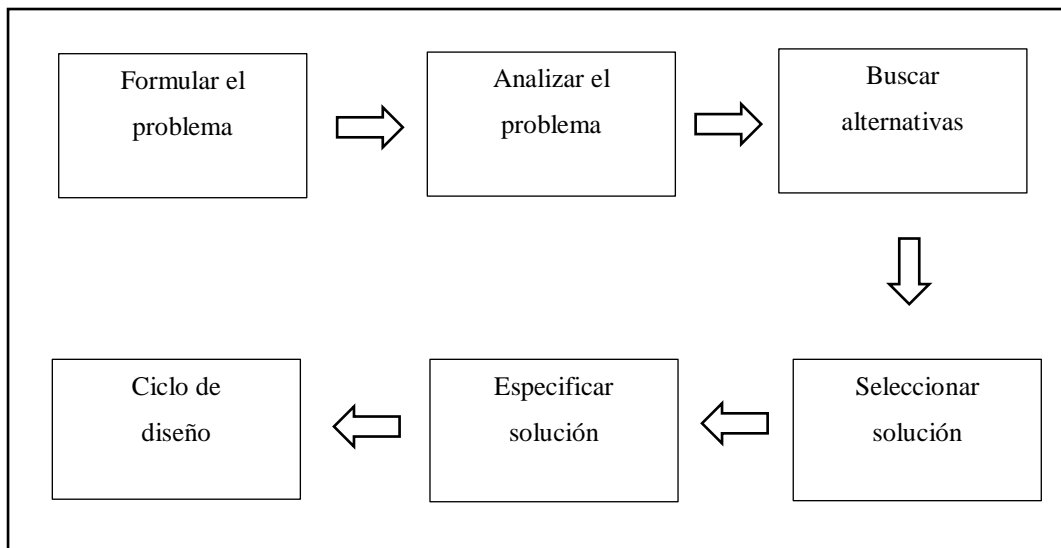 Formular el
problema
Analizar el
problema
Buscar
alternativas
Seleccionar
solución
Especificar
solución
Ciclo de
diseño